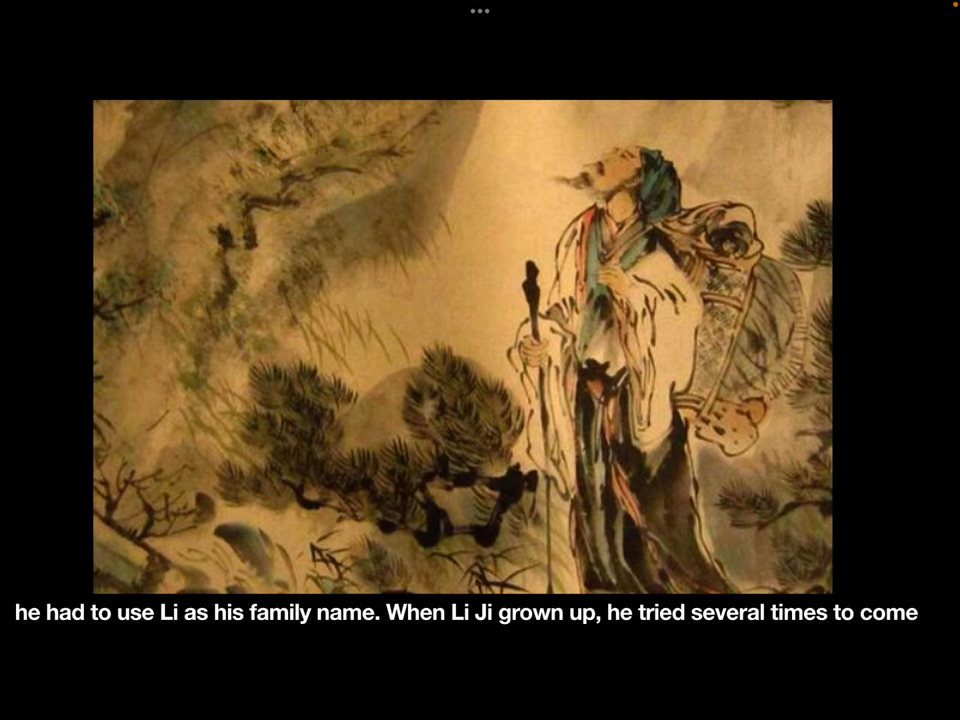 he had to use Li as his family name. When Li Ji grown up, he tried several times to come